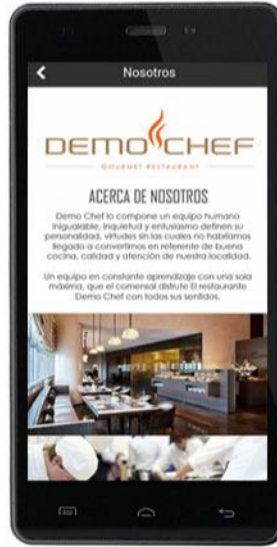 Nosotros
DEMO CHEF
GOURMET RESTAURANT
ACERCA DE NOSOTROS
Demo Chef lo compone un equipo humano
inigualable, inquietud y entusiasmo definen su
personalidad, virtudes sin las cuales no habríamos
llegado a convertirnos en referente de buena
cocina, calidad y atención de nuestra localidad.
Un equipo en constante aprendizaje con una sola
máxima, que el comensal disfrute El restaurante
Demo Chef con todos sus sentidos.